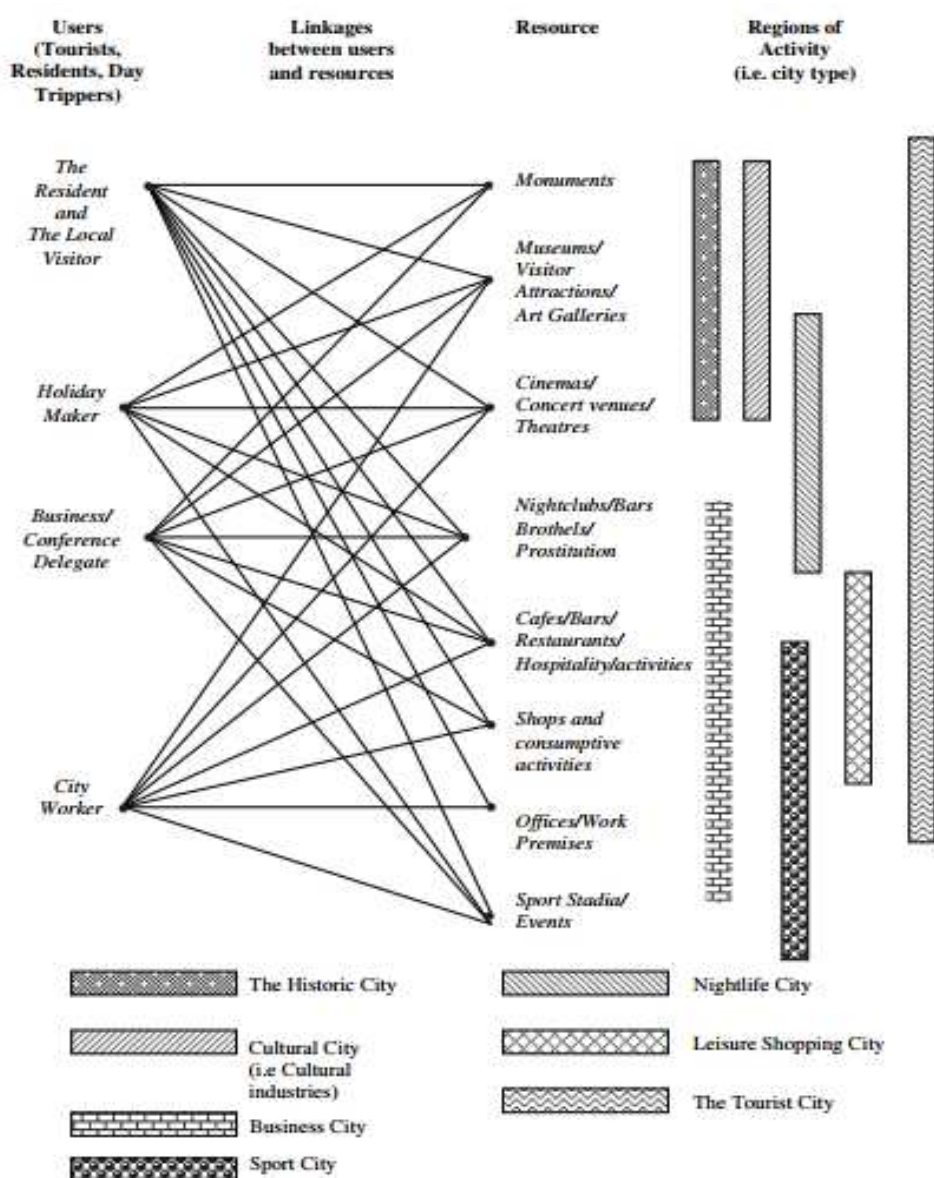 Users
(Tourists,
Residents, Day
Trippers)
Linkages
between users
and resources
Resource
Regions of
Activity
(i.e. city type)
The
Resident
and
The Local
Visitor
Holiday
Maker
Business/
Conference
Delegate
City
Worker
Monuments
Museums/
Visitor
Attractions/
Art Galleries
Cinemas/
Concert venues/
Theatres
Nightclubs/Bars
Brothels/
Prostitution
Cafes/Bars/
Restaurants/
Hospitality/activities
Shops and
consumptive
activities
Offices/Work
Premises
Sport Stadia/
Events
The Historic City
Cultural City
(i.e Cultural
industries)
Business City
Sport City
Nightlife City
Leisure Shopping City
The Tourist City